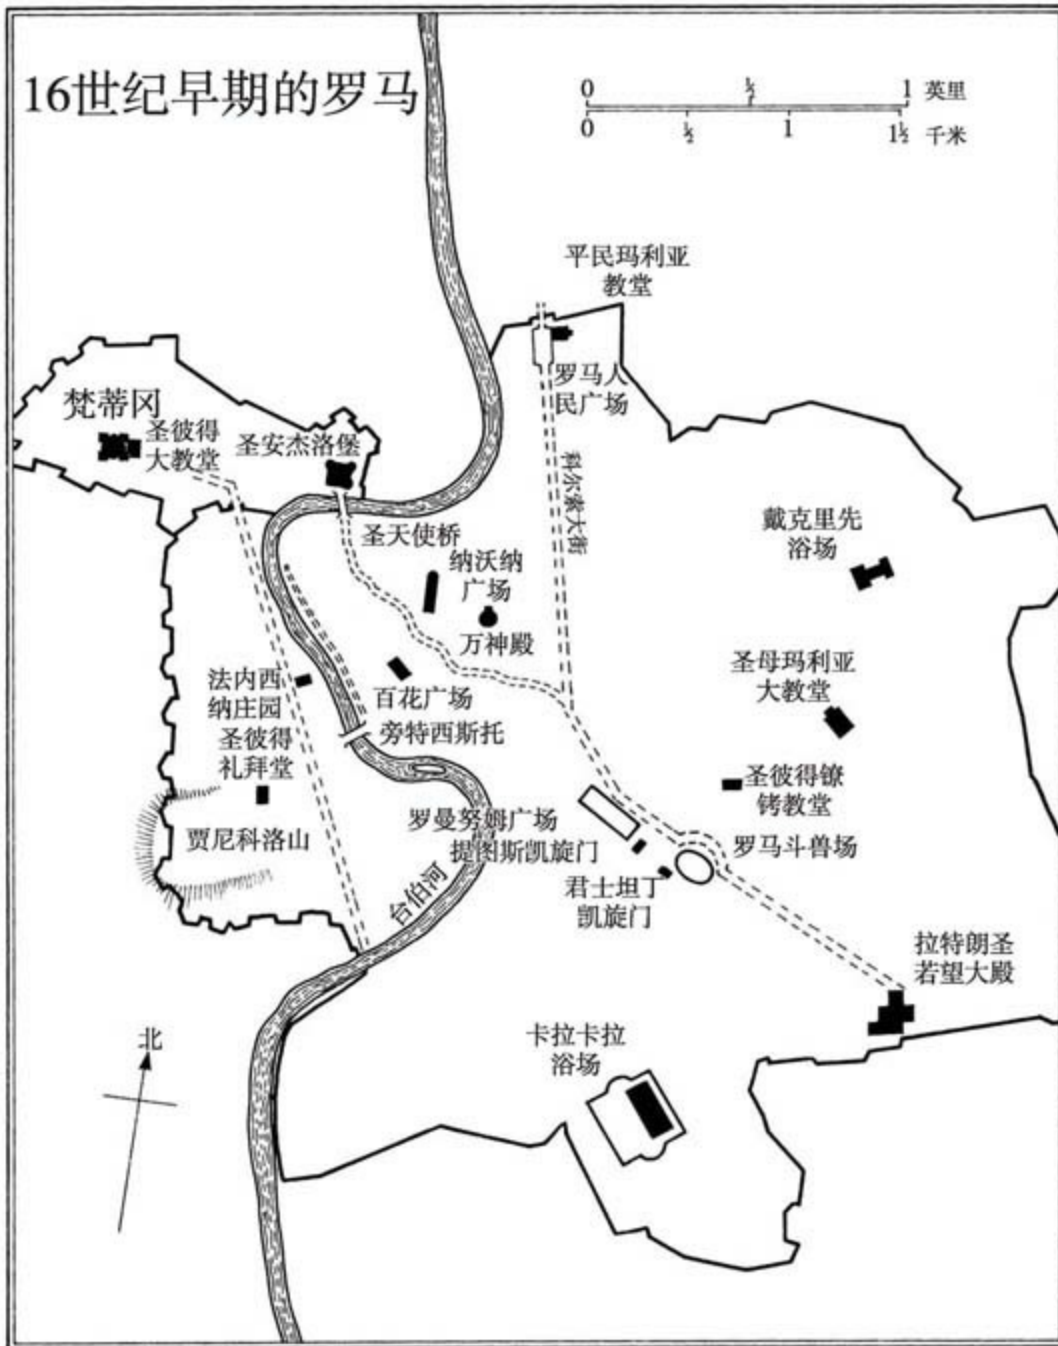 16世纪早期的罗马
0 ½ 1 英里
0 ½ 1 1½ 千米
平民玛利亚
教堂
罗马人
民广场
梵蒂冈
圣彼得
大教堂
圣安杰洛堡
科尔索大街
圣天使桥
戴克里先
浴场
纳沃纳
广场
万神殿
圣母玛利亚
大教堂
法内西
纳庄园
百花广场
旁特西斯托
圣彼得
礼拜堂
圣彼得镣
铐教堂
贾尼科洛山
罗曼努姆广场
提图斯凯旋门
罗马斗兽场
君士坦丁
凯旋门
台伯河
拉特朗圣
若望大殿
卡拉卡拉
浴场
北